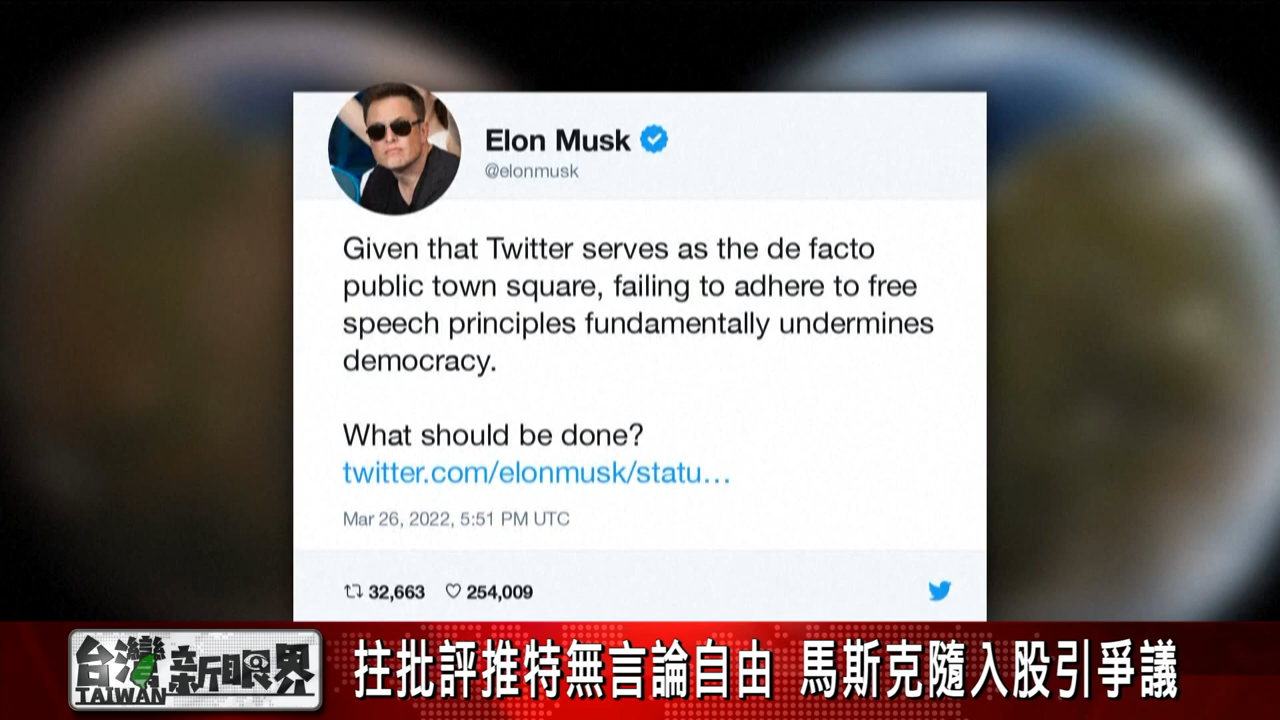 Elon Musk
@elonmusk
Given that Twitter serves as the de facto
public town square, failing to adhere to free
speech principles fundamentally undermines
democracy.
What should be done?
twitter.com/elonmusk/statu...
Mar 26, 2022, 5:51 PM UTC
32,663 254,009
台灣新眼界
TAIWAN
拄批評推特無言論自由 馬斯克隨入股引爭議